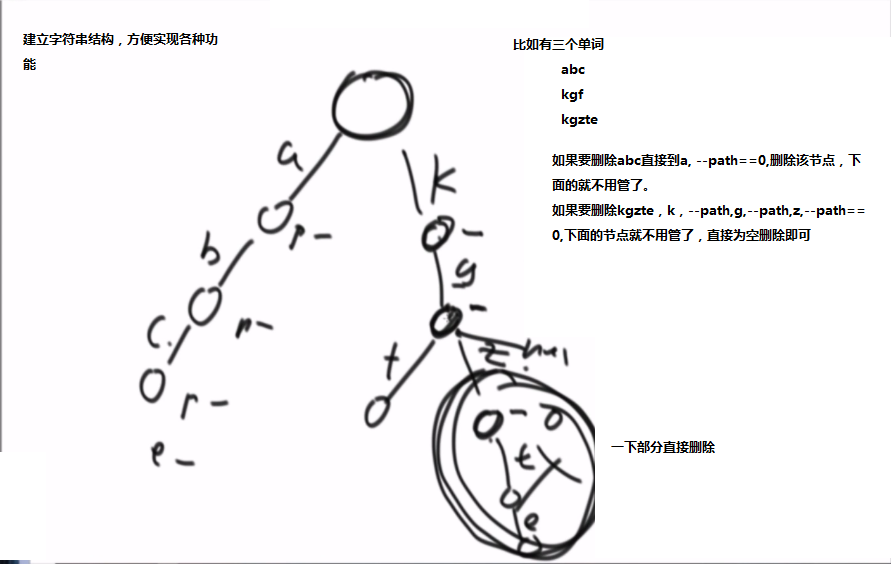 建立字符串结构，方便实现各种功
能
比如有三个单词
abc
kgf
kgzte
如果要删除abc直接到a, --path==0,删除该节点，下
面的就不用管了。
如果要删除kgzte，k，--path,g,--path,z,--path==
0,下面的节点就不用管了，直接为空删除即可
a
k
p -
b
g
p -
c
f
z
p -
e -
0
t
e
一下部分直接删除